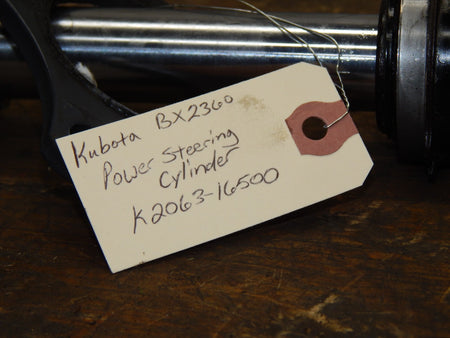 Kubota BX2360
Power Steering
Cylinder
K2063-16500